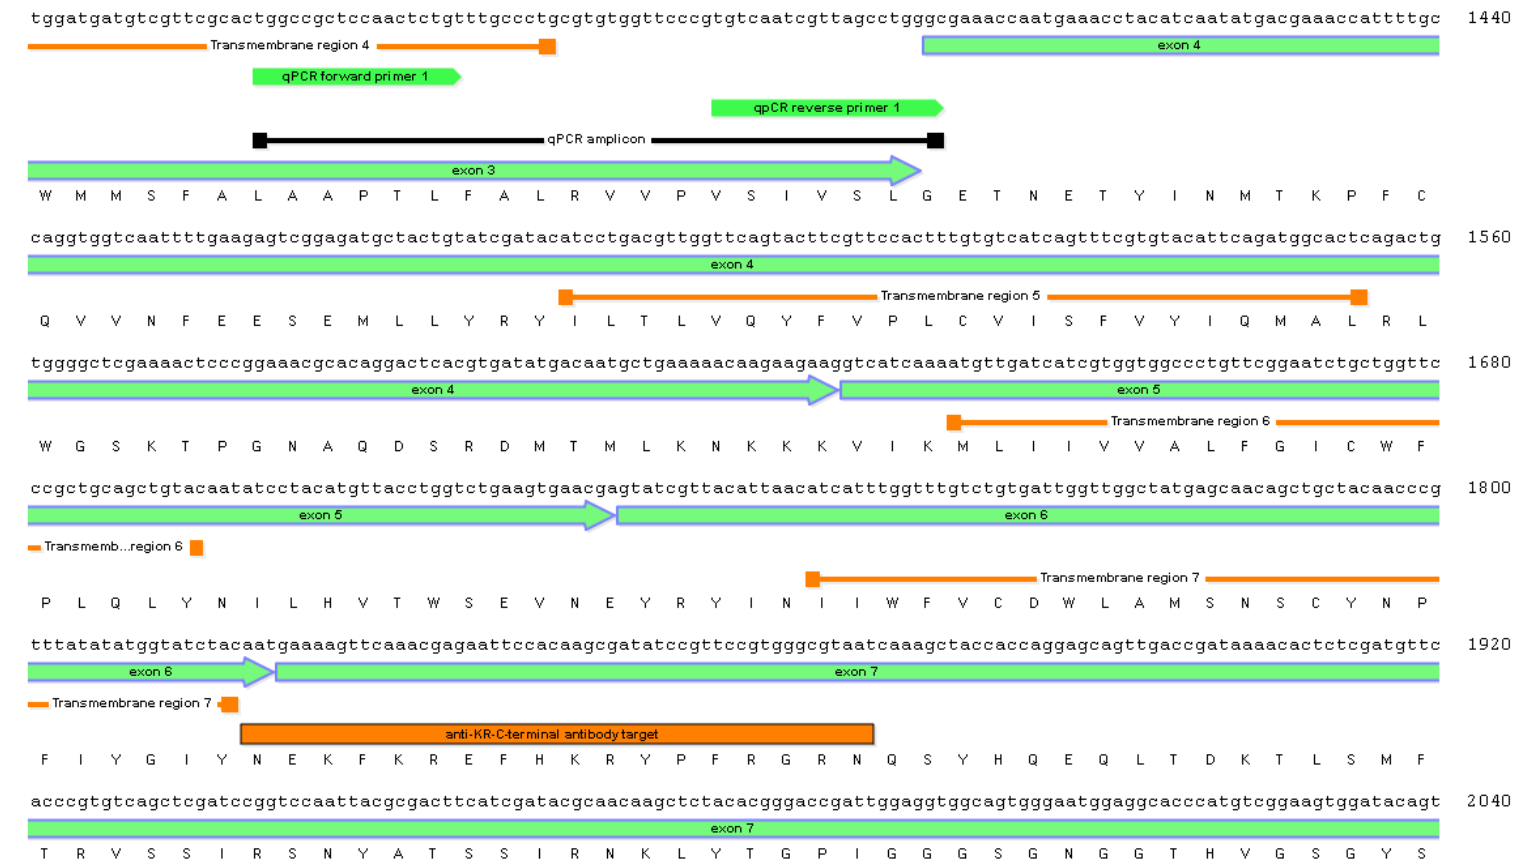 tggatgatgtcgttcgcactggccgctccaactctgtttgccctgcgtgtggttcccgtgtcaatcgttagcctgggcgaaaccaatgaaacctacatcaatatgacgaaaccattttgc 1440
Transmembrane region 4
exon 4
qPCR forward primer 1
qpCR reverse primer 1
qPCR amplicon
exon 3
W M M S F A L A A P T L F A L R V V P V S I V S L G E T N E T Y I N M T K P F C
caggtggtcaattttgaagagtcggagatgctactgtatcgatacatcctgacgttggttcagtacttcgttccactttgtgtcatcagtttcgtgtacattcagatggcactcagactg 1560
exon 4
Transmembrane region 5
Q V V N F E E S E M L L Y R Y I L T L V Q Y F V P L C V I S F V Y I Q M A L R L
tggggctcgaaaactcccggaaacgcacaggactcacgtgatatgacaatgctgaaaaacaagaagaaggtcatcaaaatgttgatcatcgtggtggccctgttcggaatctgctggttc 1680
exon 4 exon 5
Transmembrane region 6
W G S K T P G N A Q D S R D M T M L K N K K K V I K M L I I V V A L F G I C W F
ccgctgcagctgtacaatatcctacatgttacctggtctgaagtgaacgagtatcgttacattaacatcatttggtttgtctgtgattggttggctatgagcaacagctgctacaacccg 1800
exon 5 exon 6
Transmemb...region 6
Transmembrane region 7
P L Q L Y N I L H V T W S E V N E Y R Y I N I I W F V C D W L A M S N S C Y N P
tttatatatggtatctacaatgaaaagttcaaacgagaattccacaagcgatatccgttccgtgggcgtaatcaaagctaccaccaggagcagttgaccgataaaacactctcgatgttc 1920
exon 6 exon 7
Transmembrane region 7
anti-KR-C-terminal antibody target
F I Y G I Y N E K F K R E F H K R Y P F R G R N Q S Y H Q E Q L T D K T L S M F
acccgtgtcagctcgatccggtccaattacgcgacttcatcgatacgcaacaagctctacacgggaccgattggaggtggcagtgggaatggaggcacccatgtcggaagtggatacagt 2040
exon 7
T R V S S I R S N Y A T S S I R N K L Y T G P I G G G S G N G G T H V G S G Y S